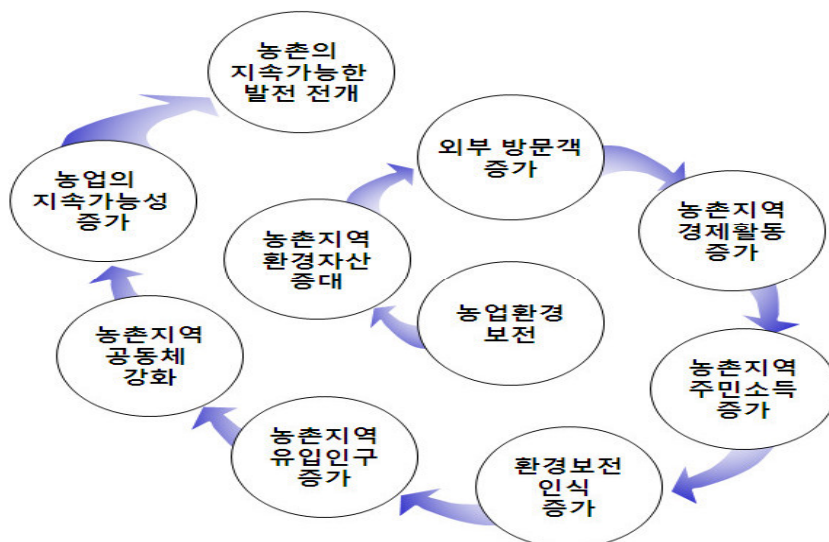 농촌의
지속가능한
발전 전개
외부 방문객
증가
농업의
지속가능성
증가
농촌지역
경제활동
증가
농촌지역
환경자산
증대
농업환경
보전
농촌지역
공동체
강화
농촌지역
주민소득
증가
농촌지역
유입인구
증가
환경보전
인식
증가